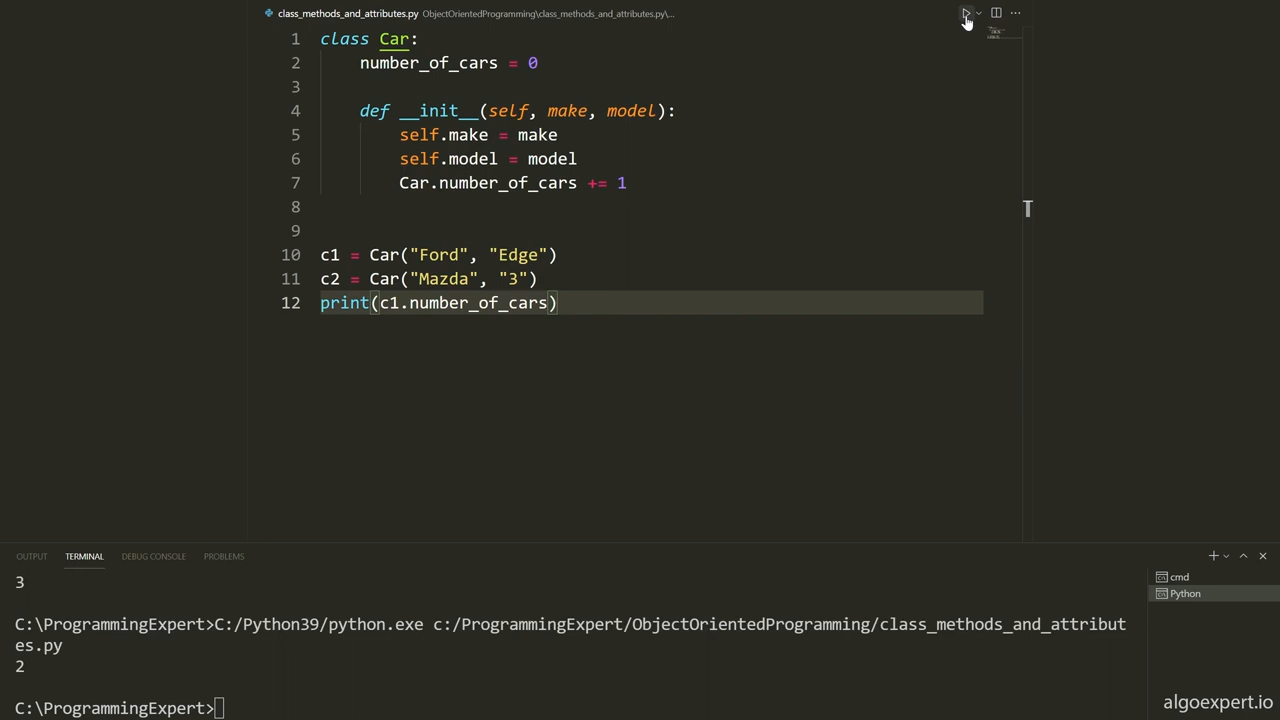 class_methods_and_attributes.py ObjectOrientedProgramming\class_methods_and_attributes.py\...
1 class Car:
2     number_of_cars = 0
3
4     def __init__(self, make, model):
5         self.make = make
6         self.model = model
7         Car.number_of_cars += 1
8
9
10 c1 = Car("Ford", "Edge")
11 c2 = Car("Mazda", "3")
12 print(c1.number_of_cars)
OUTPUT TERMINAL DEBUG CONSOLE PROBLEMS
3
cmd
Python
C:\ProgrammingExpert>C:/Python39/python.exe c:/ProgrammingExpert/ObjectOrientedProgramming/class_methods_and_attribut
es.py
2
C:\ProgrammingExpert>
algoexpert.io